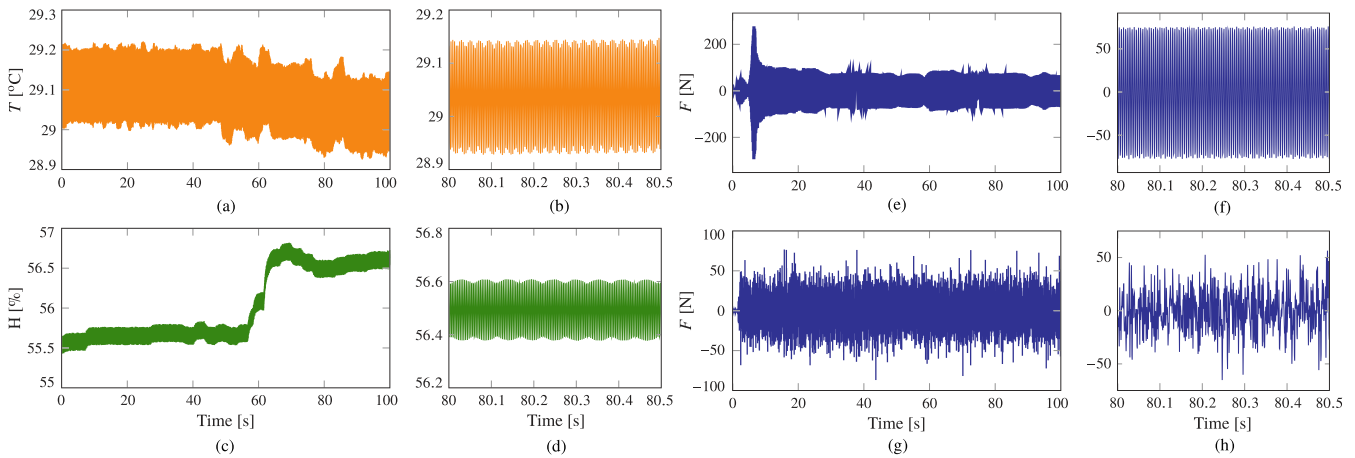 29.3
29.2
29.1
29
28.9
T [ºC]
0 20 40 60 80 100
(a)
29.2
29.1
29
28.9
80 80.1 80.2 80.3 80.4 80.5
(b)
200
0
−200
F [N]
0 20 40 60 80 100
(e)
50
0
−50
80 80.1 80.2 80.3 80.4 80.5
(f)
57
56.5
56
55.5
55
H [%]
0 20 40 60 80 100
Time [s]
(c)
56.8
56.6
56.4
56.2
80 80.1 80.2 80.3 80.4 80.5
Time [s]
(d)
100
50
0
−50
−100
F [N]
0 20 40 60 80 100
Time [s]
(g)
50
0
−50
80 80.1 80.2 80.3 80.4 80.5
Time [s]
(h)